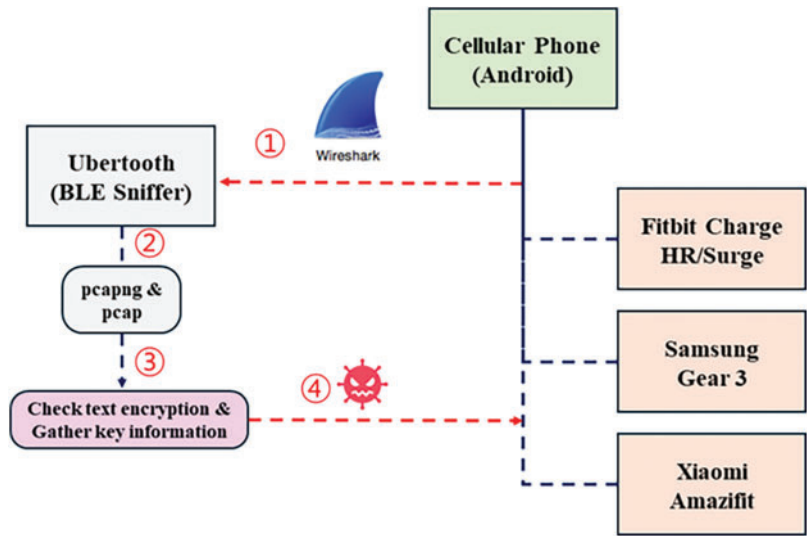 Cellular Phone
(Android)
①
Wireshark
Ubertooth
(BLE Sniffer)
②
pcapng &
pcap
③
Check text encryption &
Gather key information
④
Fitbit Charge
HR/Surge
Samsung
Gear 3
Xiaomi
Amazifit